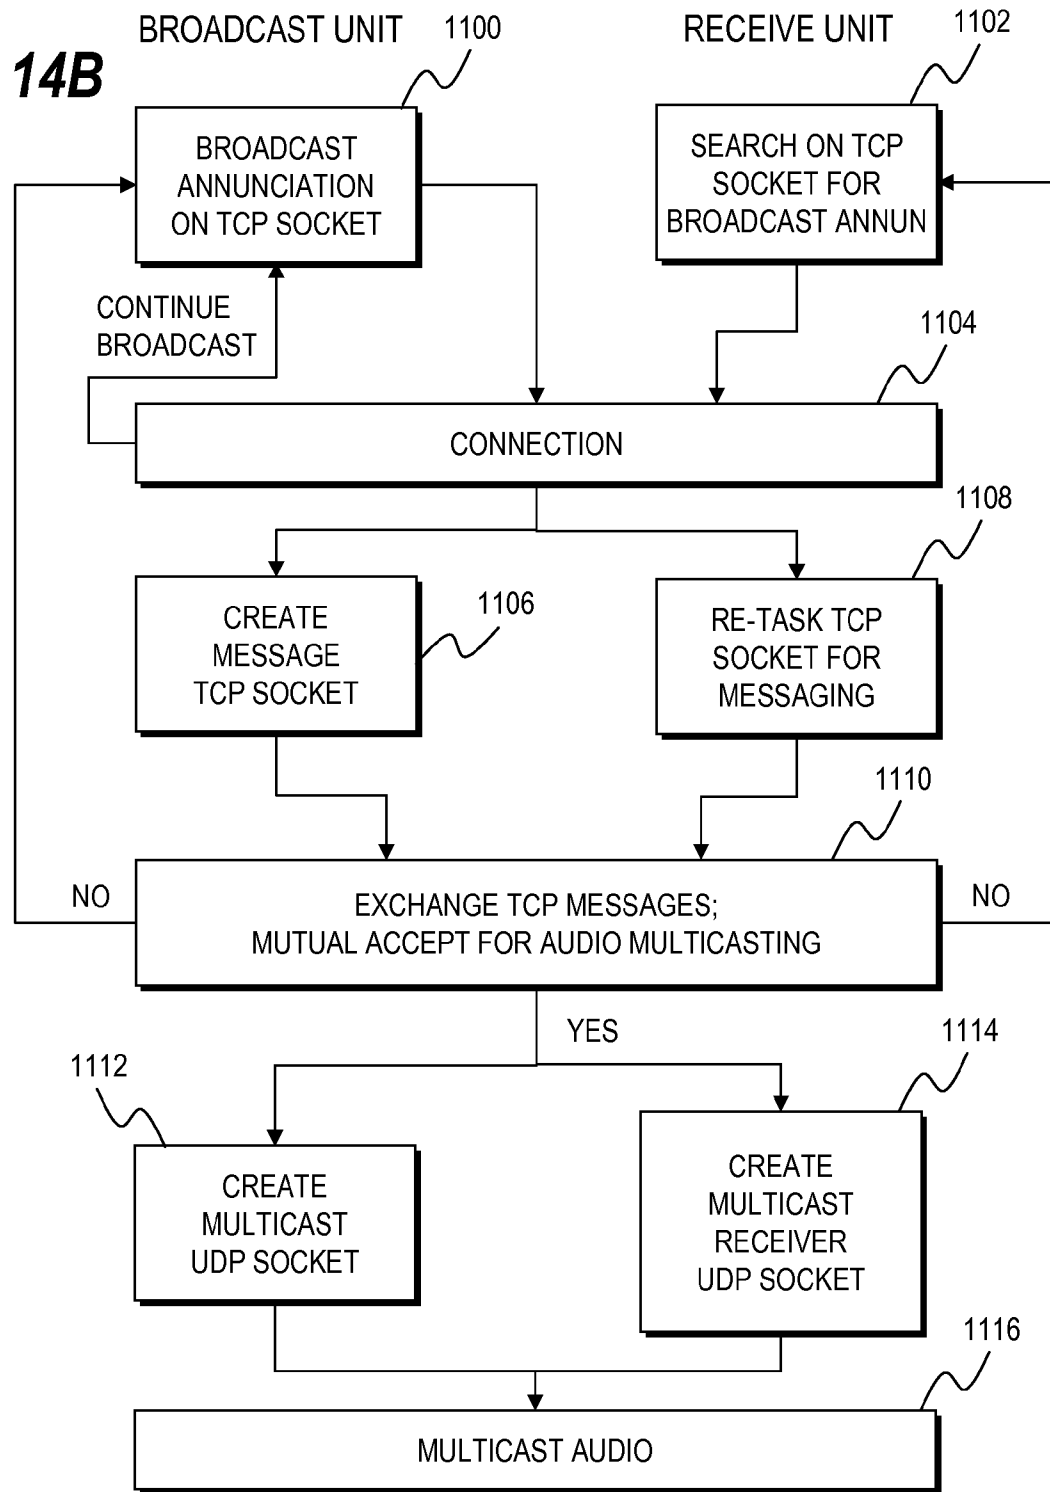 BROADCAST UNIT
1100
RECEIVE UNIT
1102
14B
BROADCAST
ANNUNCIATION
ON TCP SOCKET
SEARCH ON TCP
SOCKET FOR
BROADCAST ANNUN
CONTINUE
BROADCAST
1104
CONNECTION
1108
CREATE
MESSAGE
TCP SOCKET
1106
RE-TASK TCP
SOCKET FOR
MESSAGING
1110
NO
EXCHANGE TCP MESSAGES;
MUTUAL ACCEPT FOR AUDIO MULTICASTING
NO
YES
1112
1114
CREATE
MULTICAST
UDP SOCKET
CREATE
MULTICAST
RECEIVER
UDP SOCKET
1116
MULTICAST AUDIO